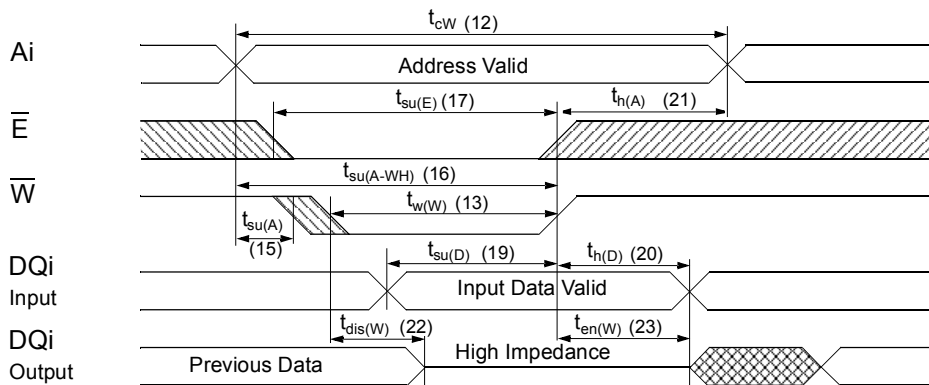 t_cW (12)
Ai
Address Valid
t_su(E) (17)
t_h(A) (21)
E̅
t_su(A-WH) (16)
W̅
t_w(W) (13)
t_su(A)
(15)
t_su(D) (19)
t_h(D) (20)
DQi
Input
Input Data Valid
t_dis(W) (22)
t_en(W) (23)
DQi
Output
Previous Data
High Impedance